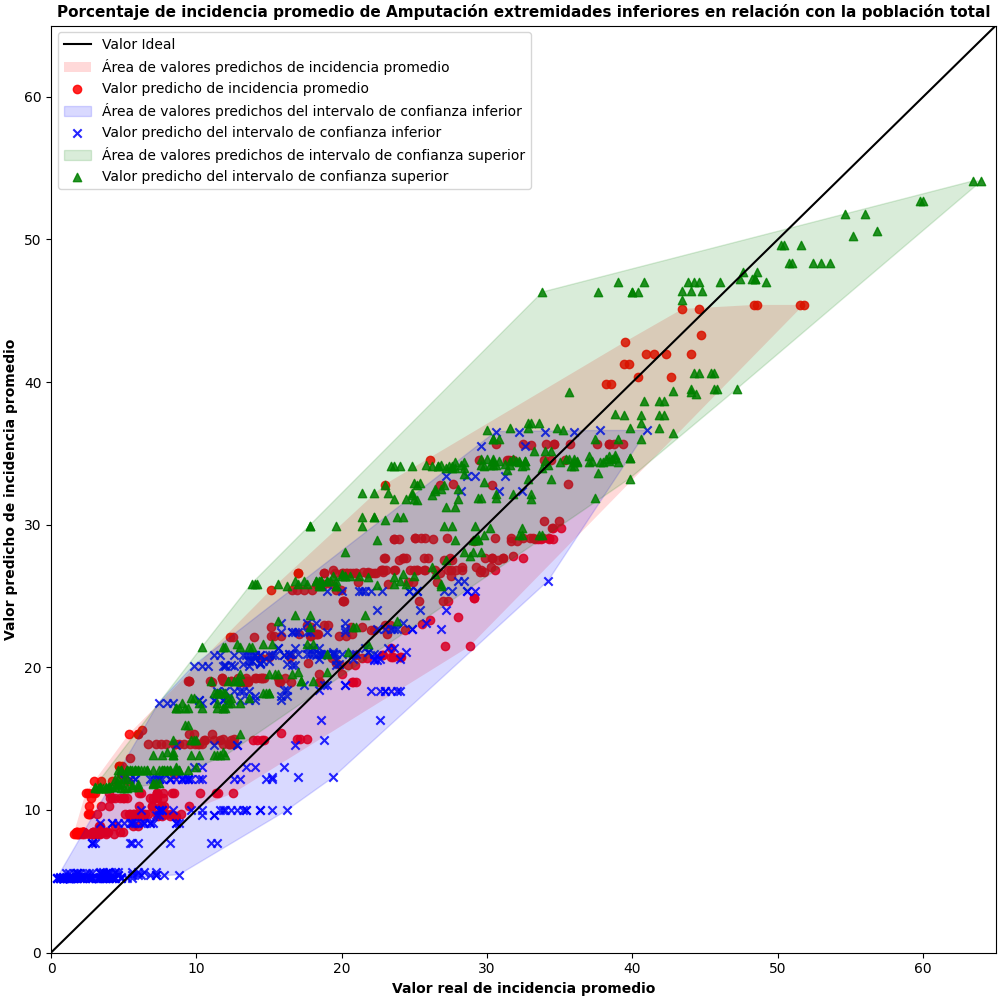 Porcentaje de incidencia promedio de Amputación extremidades inferiores en relación con la población total
Valor Ideal
Área de valores predichos de incidencia promedio
Valor predicho de incidencia promedio
Área de valores predichos del intervalo de confianza inferior
Valor predicho del intervalo de confianza inferior
Área de valores predichos de intervalo de confianza superior
Valor predicho del intervalo de confianza superior
Valor predicho de incidencia promedio
60
50
40
30
20
10
0
0 10 20 30 40 50 60
Valor real de incidencia promedio